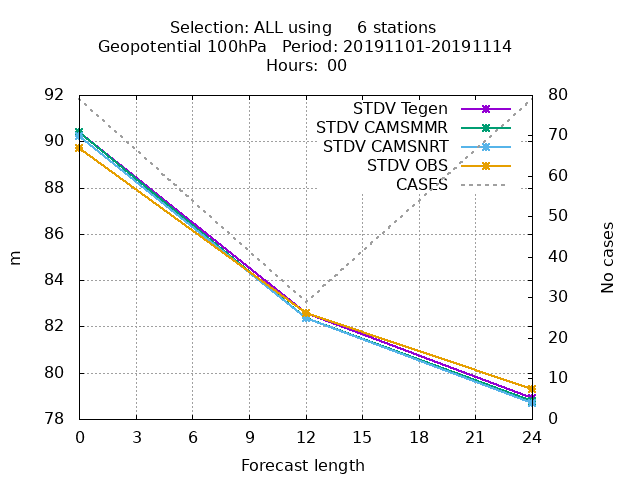 Selection: ALL using 6 stations
Geopotential 100hPa Period: 20191101-20191114
Hours: 00
STDV Tegen
STDV CAMSMMR
STDV CAMSNRT
STDV OBS
CASES
92
90
88
86
84
82
80
78
m
80
70
60
50
40
30
20
10
0
No cases
0 3 6 9 12 15 18 21 24
Forecast length